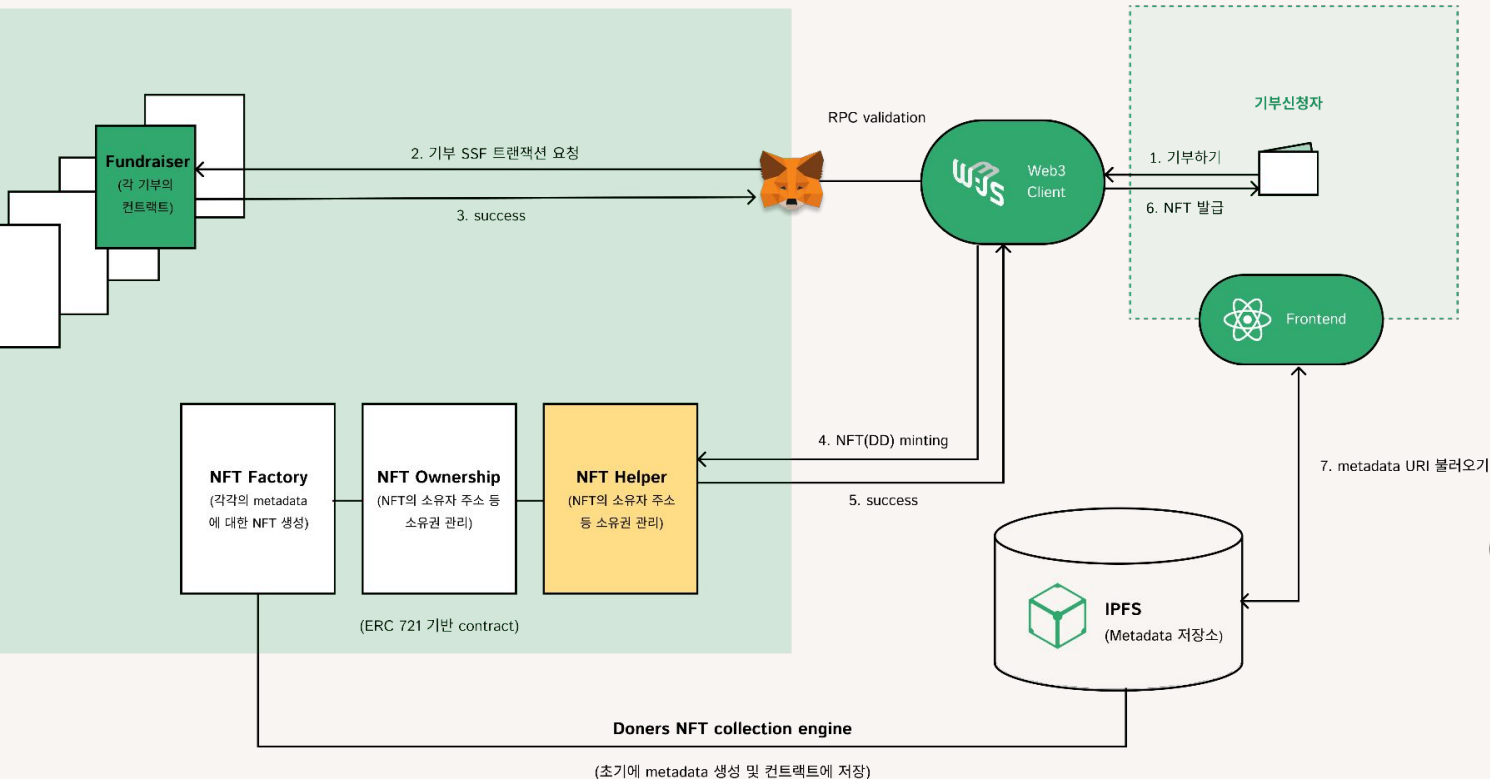 기부신청자
RPC validation
2. 기부 SSF 트랜잭션 요청
1. 기부하기
Fundraiser
(각 기부의
컨트랙트)
Web3
Client
3. success
6. NFT 발급
Frontend
4. NFT(DD) minting
7. metadata URI 불러오기
NFT Factory
(각각의 metadata
에 대한 NFT 생성)
NFT Ownership
(NFT의 소유자 주소 등
소유권 관리)
NFT Helper
(NFT의 소유자 주소
등 소유권 관리)
5. success
IPFS
(Metadata 저장소)
(ERC 721 기반 contract)
Doners NFT collection engine
(초기에 metadata 생성 및 컨트랙트에 저장)